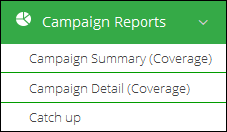 Campaign Reports
Campaign Summary (Coverage)
Campaign Detail (Coverage)
Catch up